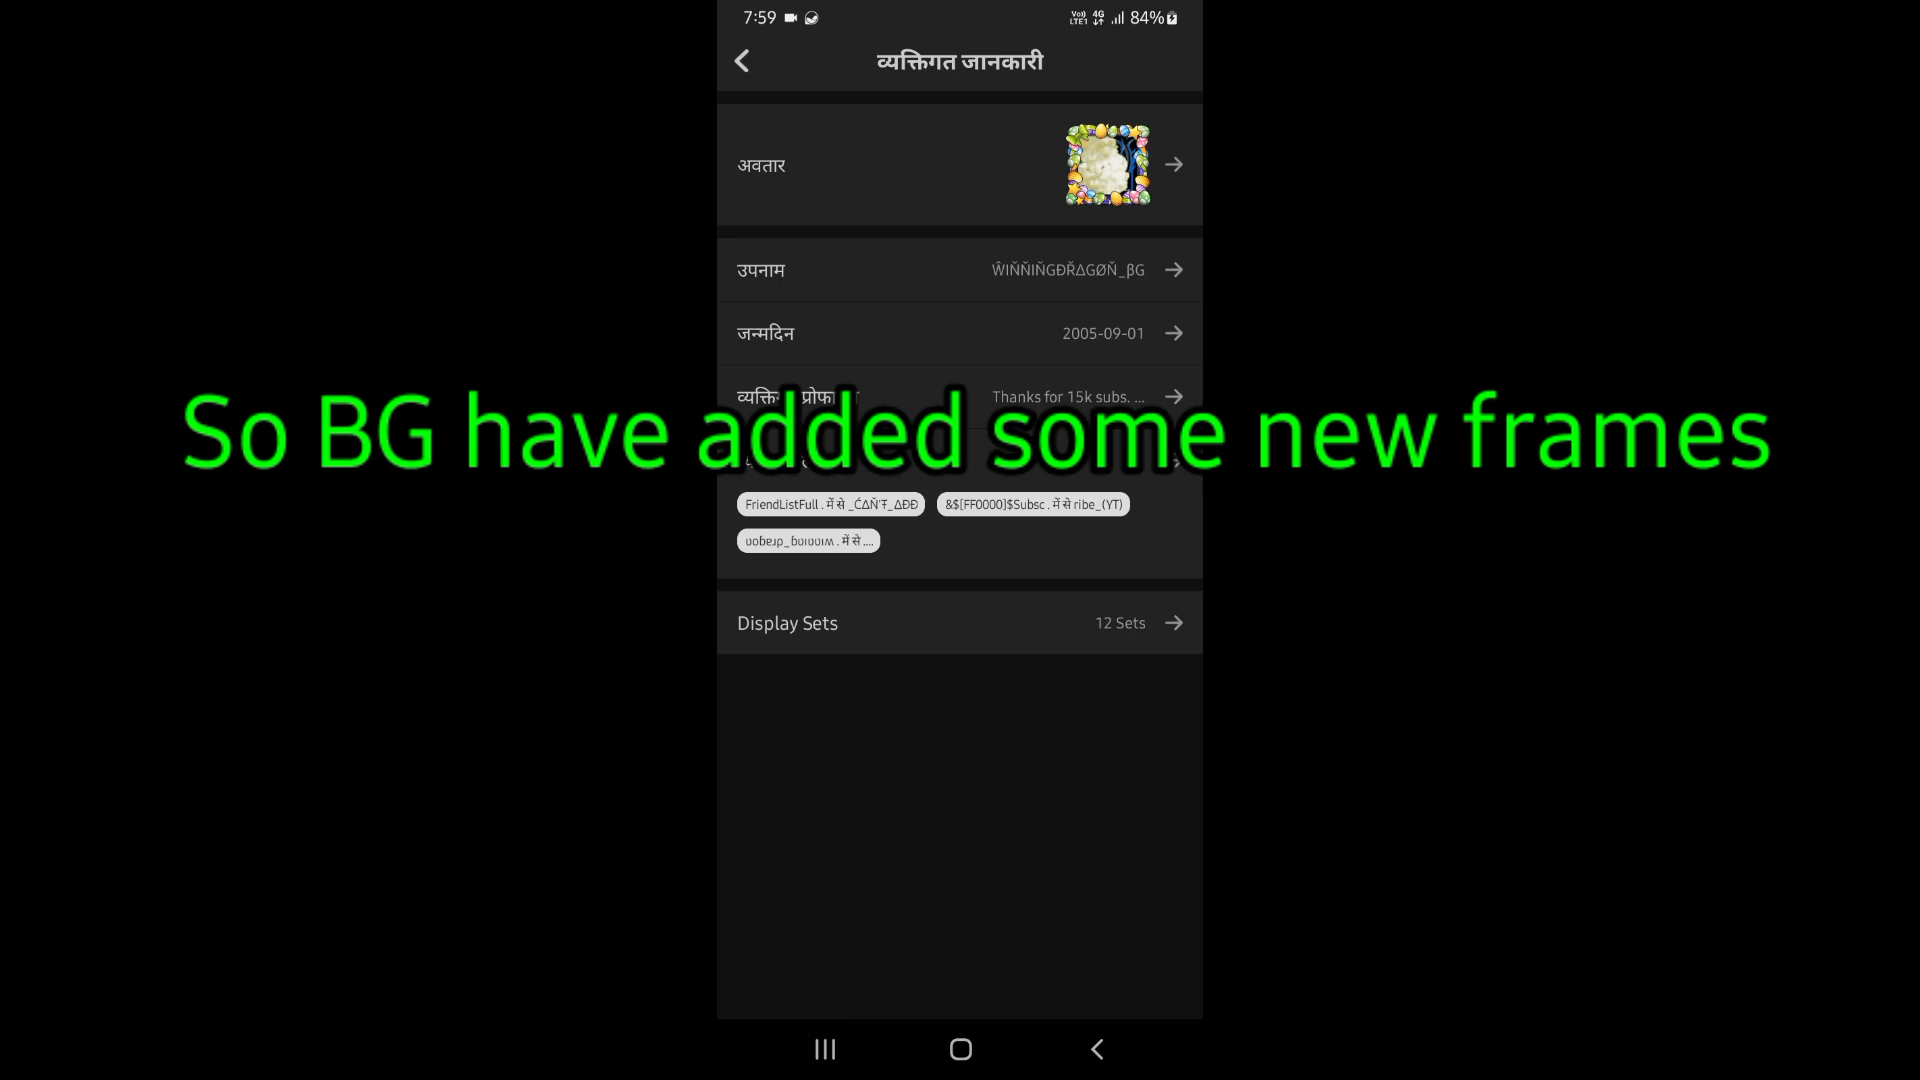 7:59 84%
व्यक्तिगत जानकारी
अवतार
उपनाम ŴIŇŇIŇGĐŘΔGØŇ_βG
जन्मदिन 2005-09-01
Thanks for 15k subs. ...
So BG have added some new frames
FriendListFull . में से _ĆΔŇ'Ŧ_ΔĐĐ &$[FF0000]$Subsc . में से ribe_(YT)
Display Sets 12 Sets